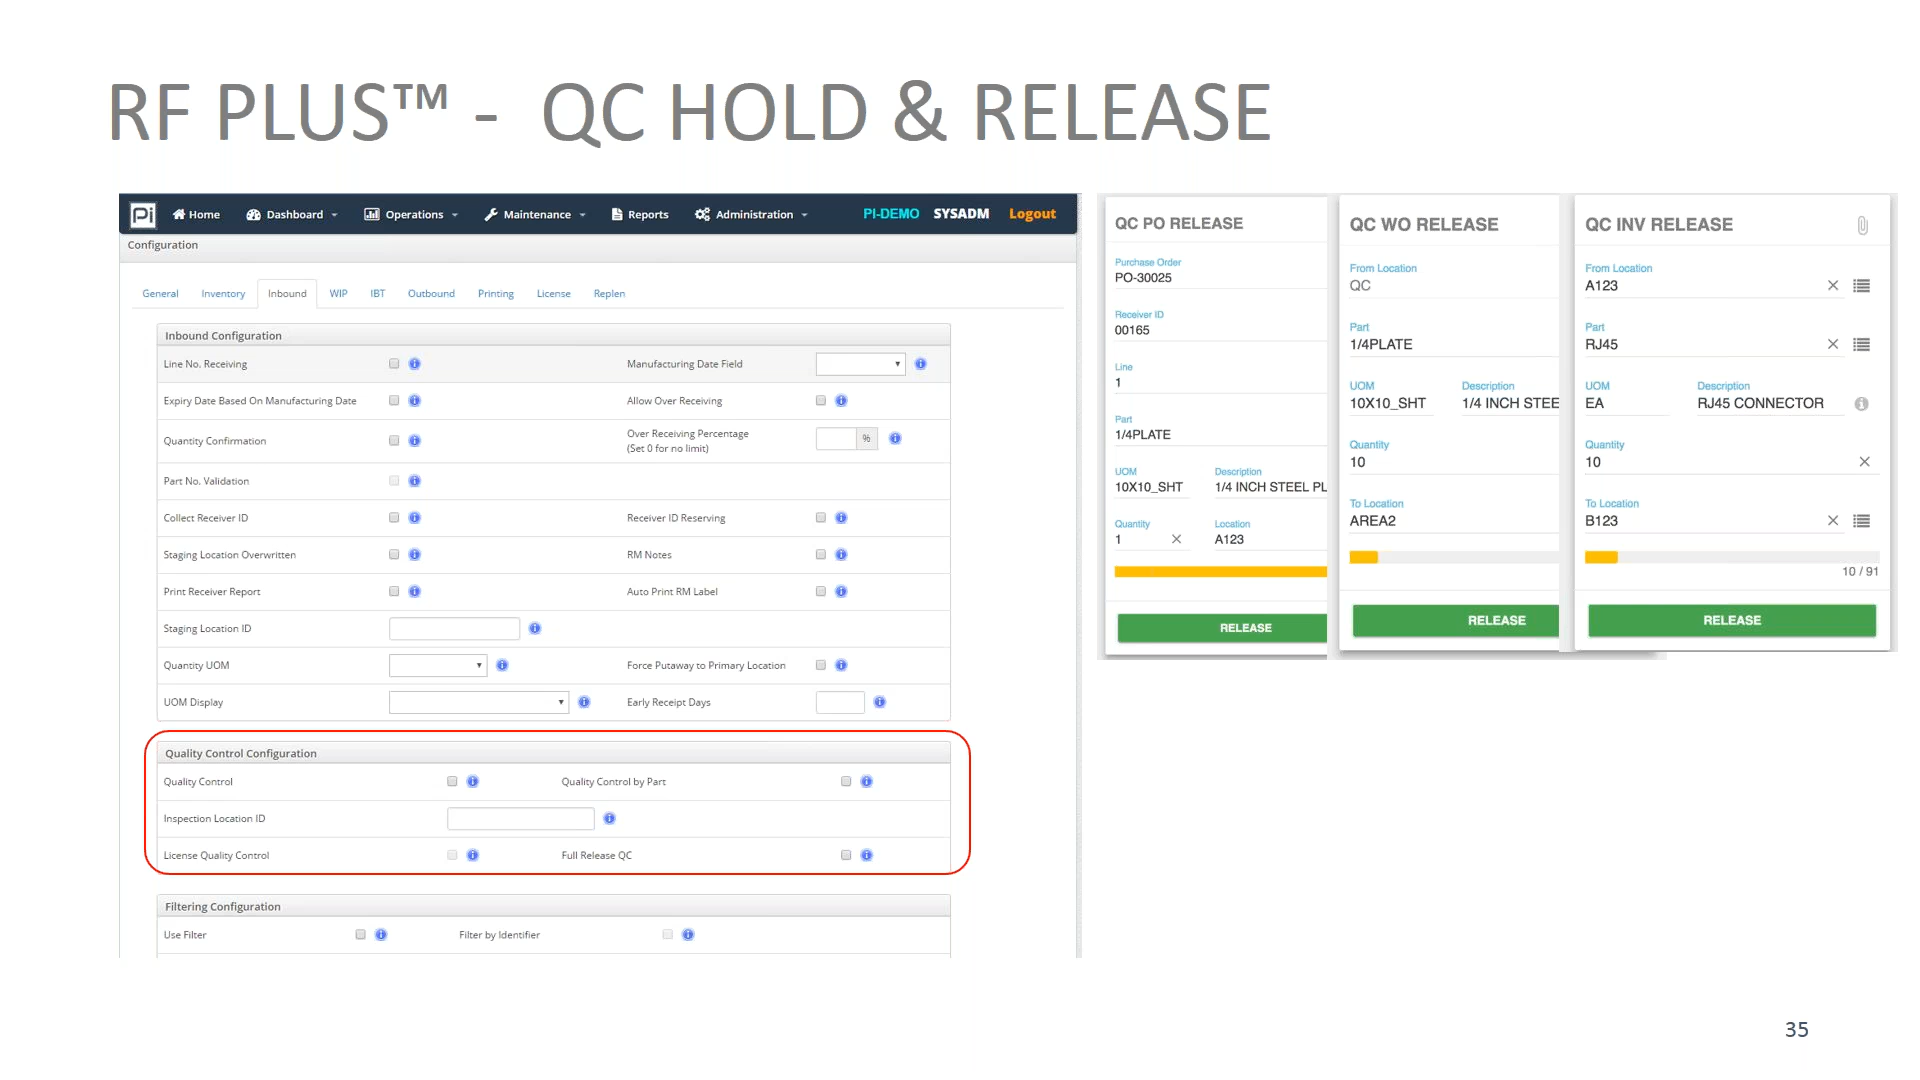 RF PLUS™ - QC HOLD & RELEASE
Pi Home Dashboard Operations Maintenance Reports Administration PI-DEMO SYSADM Logout
Configuration
General Inventory Inbound WIP IBT Outbound Printing License Replen
Inbound Configuration
Line No. Receiving Manufacturing Date Field
Expiry Date Based On Manufacturing Date Allow Over Receiving
Quantity Confirmation Over Receiving Percentage %
(Set 0 for no limit)
Part No. Validation
Collect Receiver ID Receiver ID Reserving
Staging Location Overwritten RM Notes
Print Receiver Report Auto Print RM Label
Staging Location ID
Quantity UOM Force Putaway to Primary Location
UOM Display Early Receipt Days
Quality Control Configuration
Quality Control Quality Control by Part
Inspection Location ID
License Quality Control Full Release QC
Filtering Configuration
Use Filter Filter by Identifier
QC PO RELEASE
Purchase Order
PO-30025
Receiver ID
00165
Line
1
Part
1/4PLATE
UOM Description
10X10_SHT 1/4 INCH STEEL PL
Quantity Location
1 A123
RELEASE
QC WO RELEASE
From Location
QC
Part
1/4PLATE
UOM Description
10X10_SHT 1/4 INCH STEE
Quantity
10
To Location
AREA2
RELEASE
QC INV RELEASE
From Location
A123
Part
RJ45
UOM Description
EA RJ45 CONNECTOR
Quantity
10
To Location
B123
10 / 91
RELEASE
35